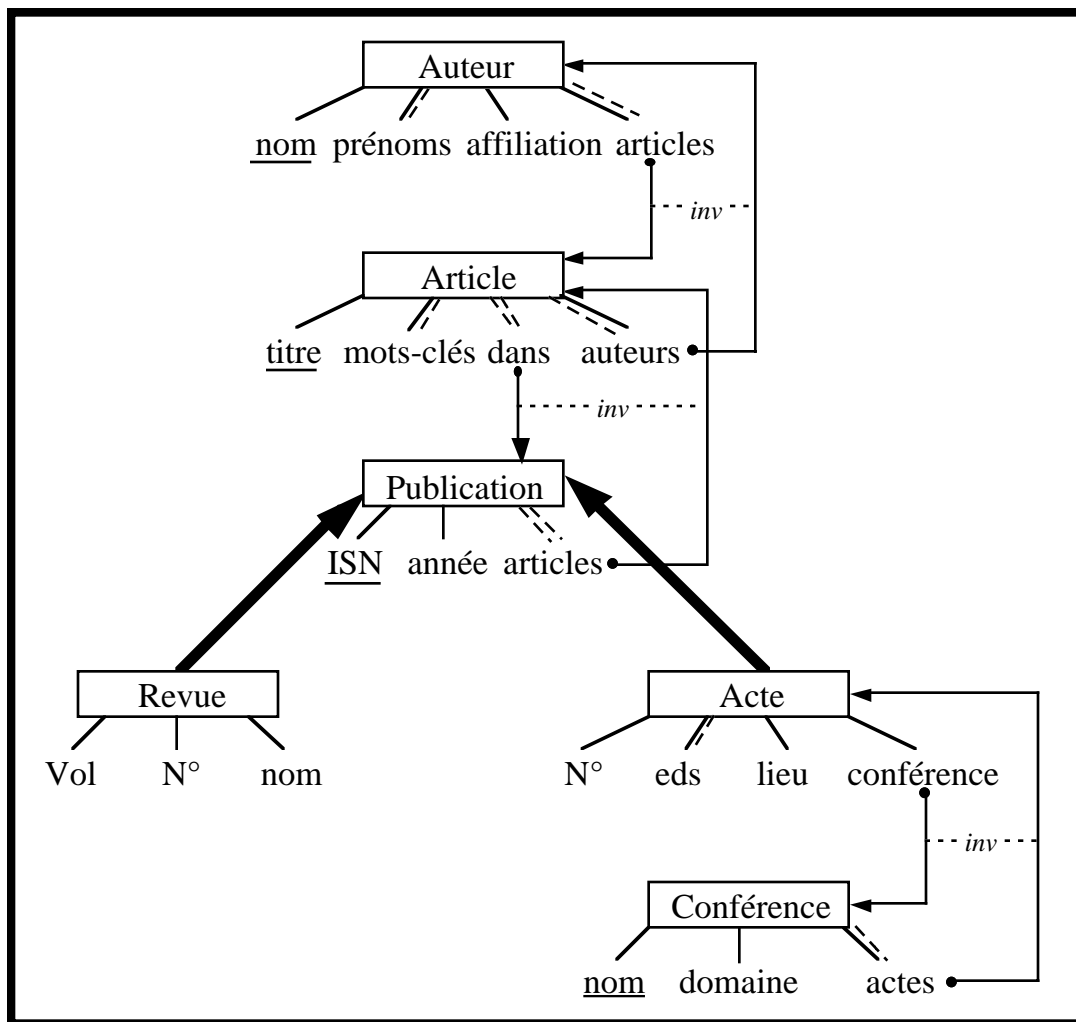 Auteur
nom prénoms affiliation articles
inv
Article
titre mots-clés dans auteurs
inv
Publication
ISN année articles
Revue Acte
Vol N° nom N° eds lieu conférence
inv
Conférence
nom domaine actes